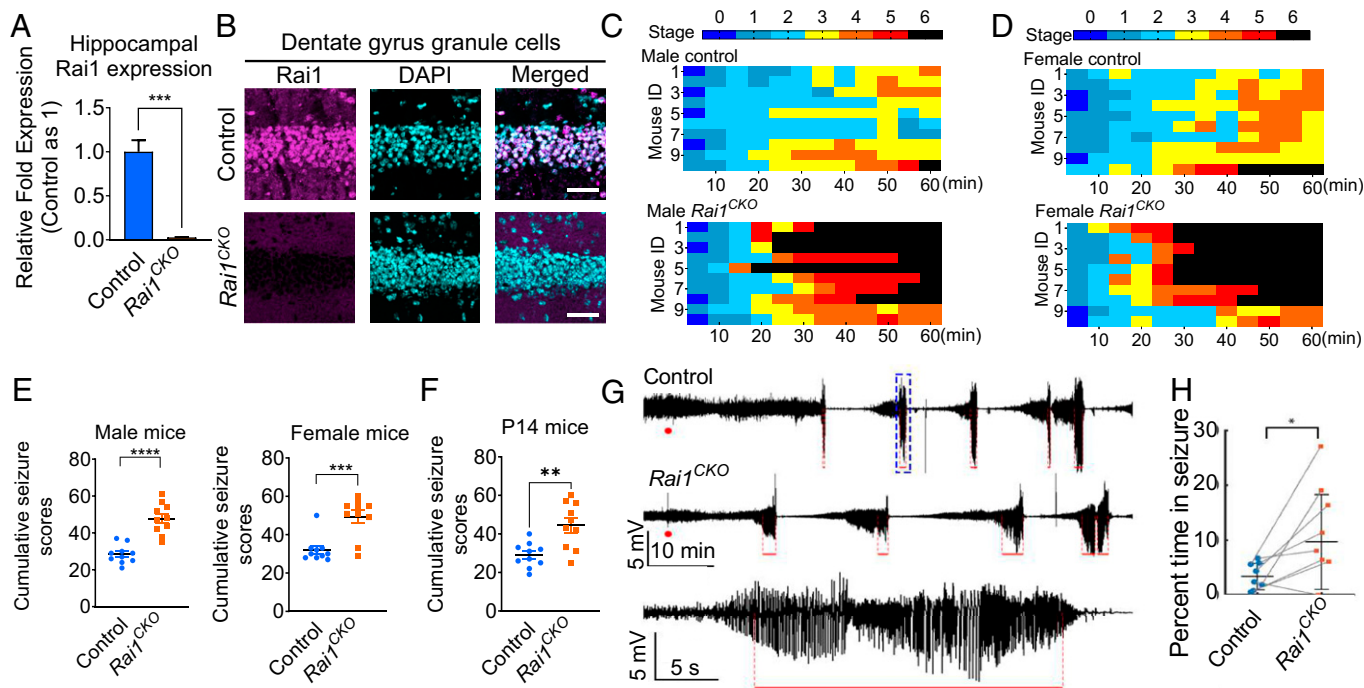 A
Hippocampal
Rai1 expression
Relative Fold Expression
(Control as 1)
1.5
1.0
0.5
0.0
***
Control
Rai1CKO
B
Dentate gyrus granule cells
Rai1
DAPI
Merged
Control
Rai1CKO
C
0 1 2 3 4 5 6
Stage
Male control
Mouse ID
1
3
5
7
9
10 20 30 40 50 60(min)
Male Rai1CKO
Mouse ID
1
3
5
7
9
10 20 30 40 50 60(min)
D
0 1 2 3 4 5 6
Stage
Female control
Mouse ID
1
3
5
7
9
10 20 30 40 50 60(min)
Female Rai1CKO
Mouse ID
1
3
5
7
9
10 20 30 40 50 60(min)
E
Male mice
Cumulative seizure
scores
80
60
40
20
0
****
Control
Rai1CKO
Female mice
Cumulative seizure
scores
80
60
40
20
0
***
Control
Rai1CKO
F
P14 mice
Cumulative seizure
scores
80
60
40
20
0
**
Control
Rai1CKO
G
Control
Rai1CKO
5 mV
10 min
5 mV
5 s
H
Percent time in seizure
30
20
10
0
*
Control
Rai1CKO